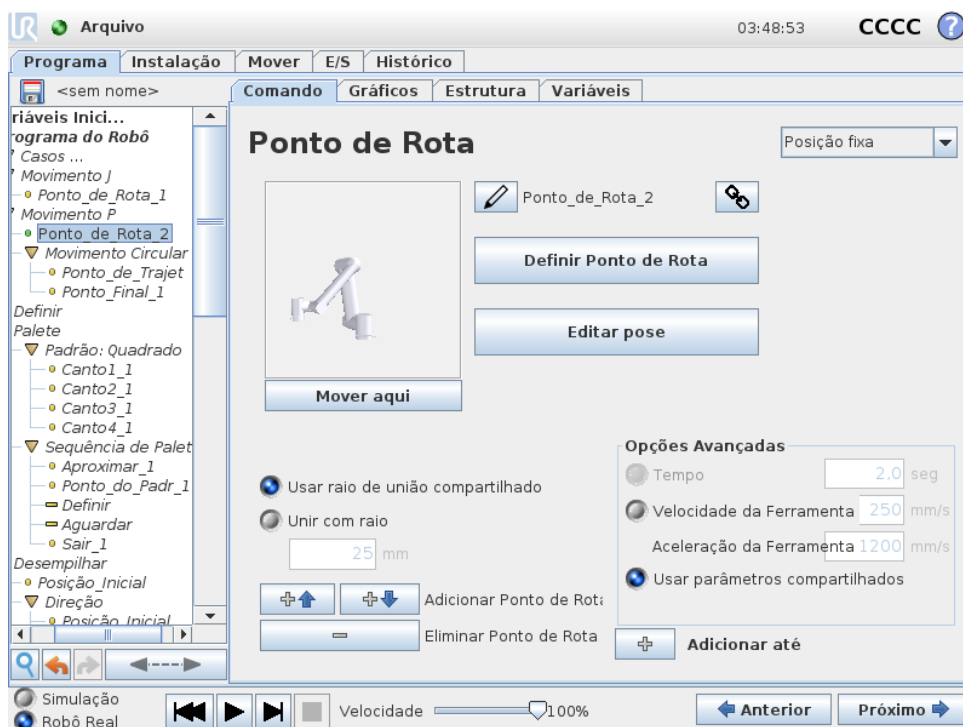 UR Arquivo 03:48:53 CCCC ?
Programa Instalação Mover E/S Histórico
<sem nome> Comando Gráficos Estrutura Variáveis
riáveis Inici...
rograma do Robô
Casos ...
Movimento J
Ponto_de_Rota_1
Movimento P
Ponto_de_Rota_2
Movimento Circular
Ponto_de_Trajet
Ponto_Final_1
Definir
Palete
Padrão: Quadrado
Canto1_1
Canto2_1
Canto3_1
Canto4_1
Sequência de Palet
Aproximar_1
Ponto_do_Padr_1
Definir
Aguardar
Sair_1
Desempilhar
Posição_Inicial
Direção
Posição_Inicial
Ponto de Rota
Posição fixa
Ponto_de_Rota_2
Definir Ponto de Rota
Editar pose
Mover aqui
Usar raio de união compartilhado
Unir com raio
25 mm
Adicionar Ponto de Rota
Eliminar Ponto de Rota
Opções Avançadas
Tempo 2,0 seg
Velocidade da Ferramenta 250 mm/s
Aceleração da Ferramenta 1200 mm/s
Usar parâmetros compartilhados
Adicionar até
Simulação
Robô Real
Velocidade 100%
Anterior Próximo